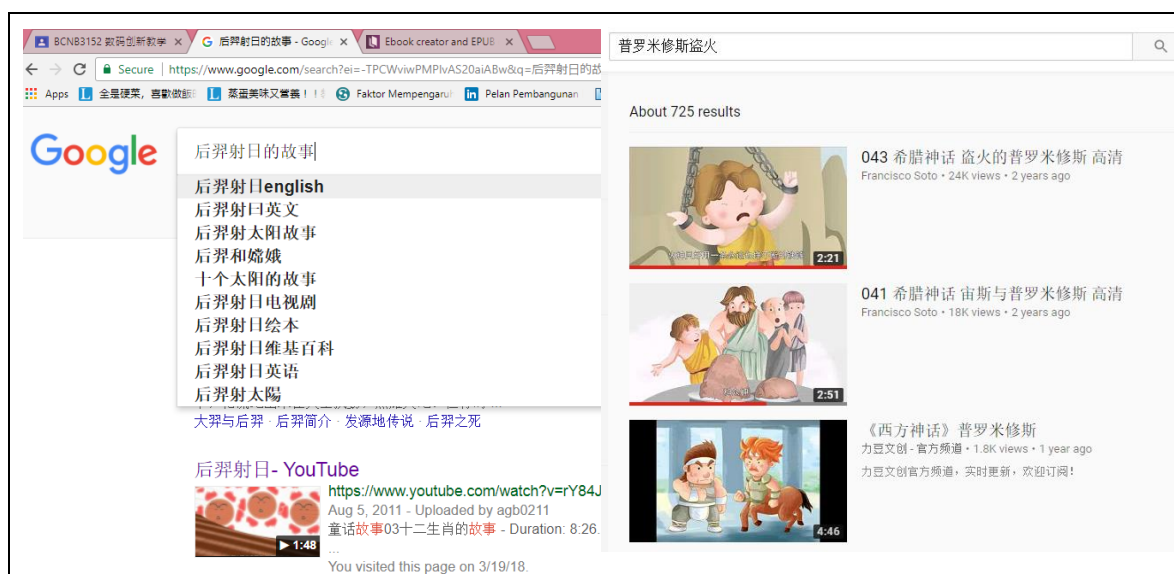 BCNB3152 数码创新教学
后羿射日的故事 - Google
Ebook creator and EPUB
Secure
https://www.google.com/search?ei=-TPCWviwPMPIvAS20aiABw&q=后羿射日的故
Apps
全是硬菜，喜歡做飯
蒸蛋美味又營養！！
Faktor Mempengaruh
Pelan Pembangunan
Google
后羿射日的故事
后羿射日english
后羿射日英文
后羿射太阳故事
后羿和嫦娥
十个太阳的故事
后羿射日电视剧
后羿射日绘本
后羿射日维基百科
后羿射日英语
后羿射太陽
大羿与后羿 · 后羿简介 · 发源地传说 · 后羿之死
后羿射日- YouTube
https://www.youtube.com/watch?v=rY84J
Aug 5, 2011 - Uploaded by agb0211
童话故事03十二生肖的故事 - Duration: 8:26.
...
1:48
You visited this page on 3/19/18.
普罗米修斯盗火
About 725 results
043 希腊神话 盗火的普罗米修斯 高清
Francisco Soto • 24K views • 2 years ago
2:21
041 希腊神话 宙斯与普罗米修斯 高清
Francisco Soto • 18K views • 2 years ago
2:51
《西方神话》普罗米修斯
力豆文创 - 官方频道 • 1.8K views • 1 year ago
力豆文创官方频道，实时更新，欢迎订阅！
4:46